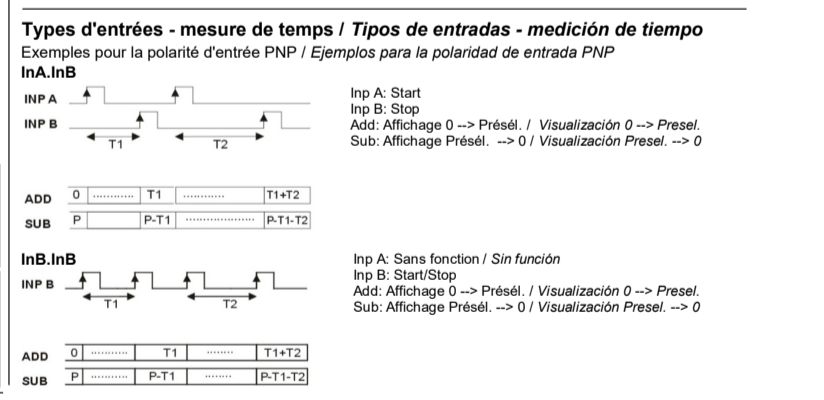 Types d'entrées - mesure de temps / Tipos de entradas - medición de tiempo
Exemples pour la polarité d'entrée PNP / Ejemplos para la polaridad de entrada PNP
InA.InB
INP A
INP B
T1 T2
Inp A: Start
Inp B: Stop
Add: Affichage 0 --> Présél. / Visualización 0 --> Presel.
Sub: Affichage Présél. --> 0 / Visualización Presel. --> 0
ADD 0 ............ T1 ............ T1+T2
SUB P P-T1 .................... P-T1-T2
InB.InB
INP B
T1 T2
Inp A: Sans fonction / Sin función
Inp B: Start/Stop
Add: Affichage 0 --> Présél. / Visualización 0 --> Presel.
Sub: Affichage Présél. --> 0 / Visualización Presel. --> 0
ADD 0 ........... T1 ........ T1+T2
SUB P ........... P-T1 ........ P-T1-T2